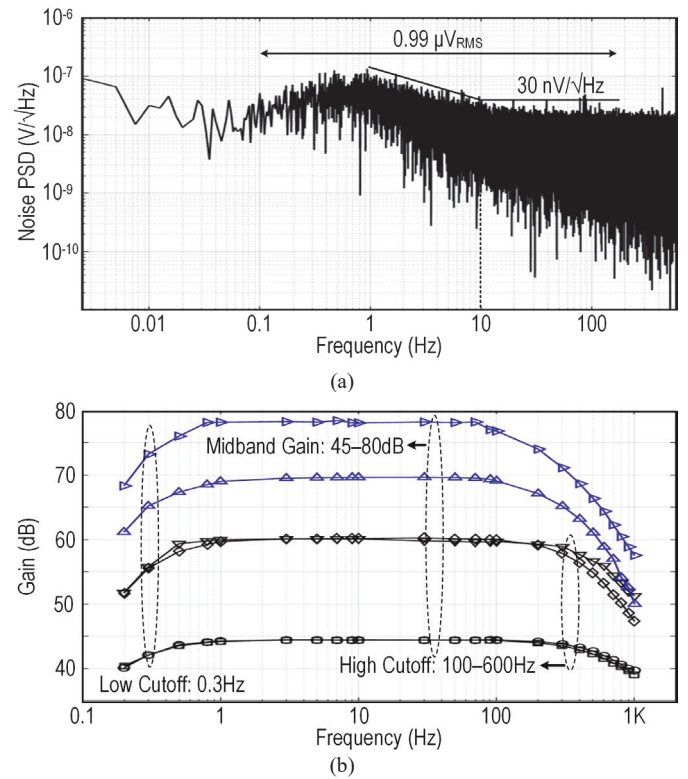 10⁻⁶
0.99 µVRMS
10⁻⁷
30 nV/√Hz
10⁻⁸
10⁻⁹
10⁻¹⁰
Noise PSD (V/√Hz)
0.01 0.1 1 10 100
Frequency (Hz)
(a)
80
Midband Gain: 45–80dB
70
60
Gain (dB)
50
High Cutoff: 100–600Hz
40
Low Cutoff: 0.3Hz
0.1 1 10 100 1K
Frequency (Hz)
(b)